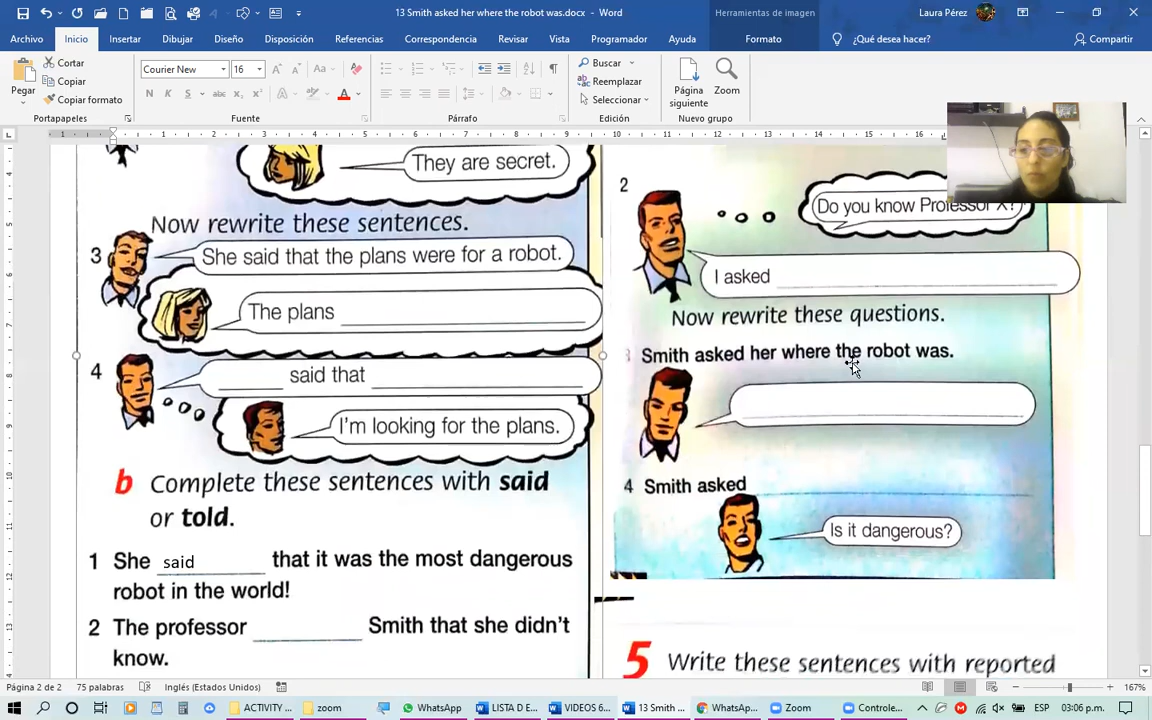 13 Smith asked her where the robot was.docx - Word
Herramientas de imagen
Laura Pérez
Archivo
Inicio
Insertar
Dibujar
Diseño
Disposición
Referencias
Correspondencia
Revisar
Vista
Programador
Ayuda
Formato
¿Qué desea hacer?
Compartir
Pegar
Cortar
Copiar
Copiar formato
Courier New
16
Buscar
Reemplazar
Seleccionar
Página siguiente
Zoom
Portapapeles
Fuente
Párrafo
Edición
Nuevo grupo
They are secret.
Now rewrite these sentences.
3
She said that the plans were for a robot.
The plans
4
said that
I'm looking for the plans.
b Complete these sentences with said
or told.
1 She said that it was the most dangerous
robot in the world!
2 The professor Smith that she didn't
know.
2
Do you know Professor X?
I asked
Now rewrite these questions.
3 Smith asked her where the robot was.
4 Smith asked
Is it dangerous?
5 Write these sentences with reported
Página 2 de 2
75 palabras
Inglés (Estados Unidos)
167%
ACTIVITY ...
zoom
WhatsApp
LISTA D E...
VIDEOS 6...
13 Smith ...
WhatsAp...
Zoom
Controle...
ESP
03:06 p.m.